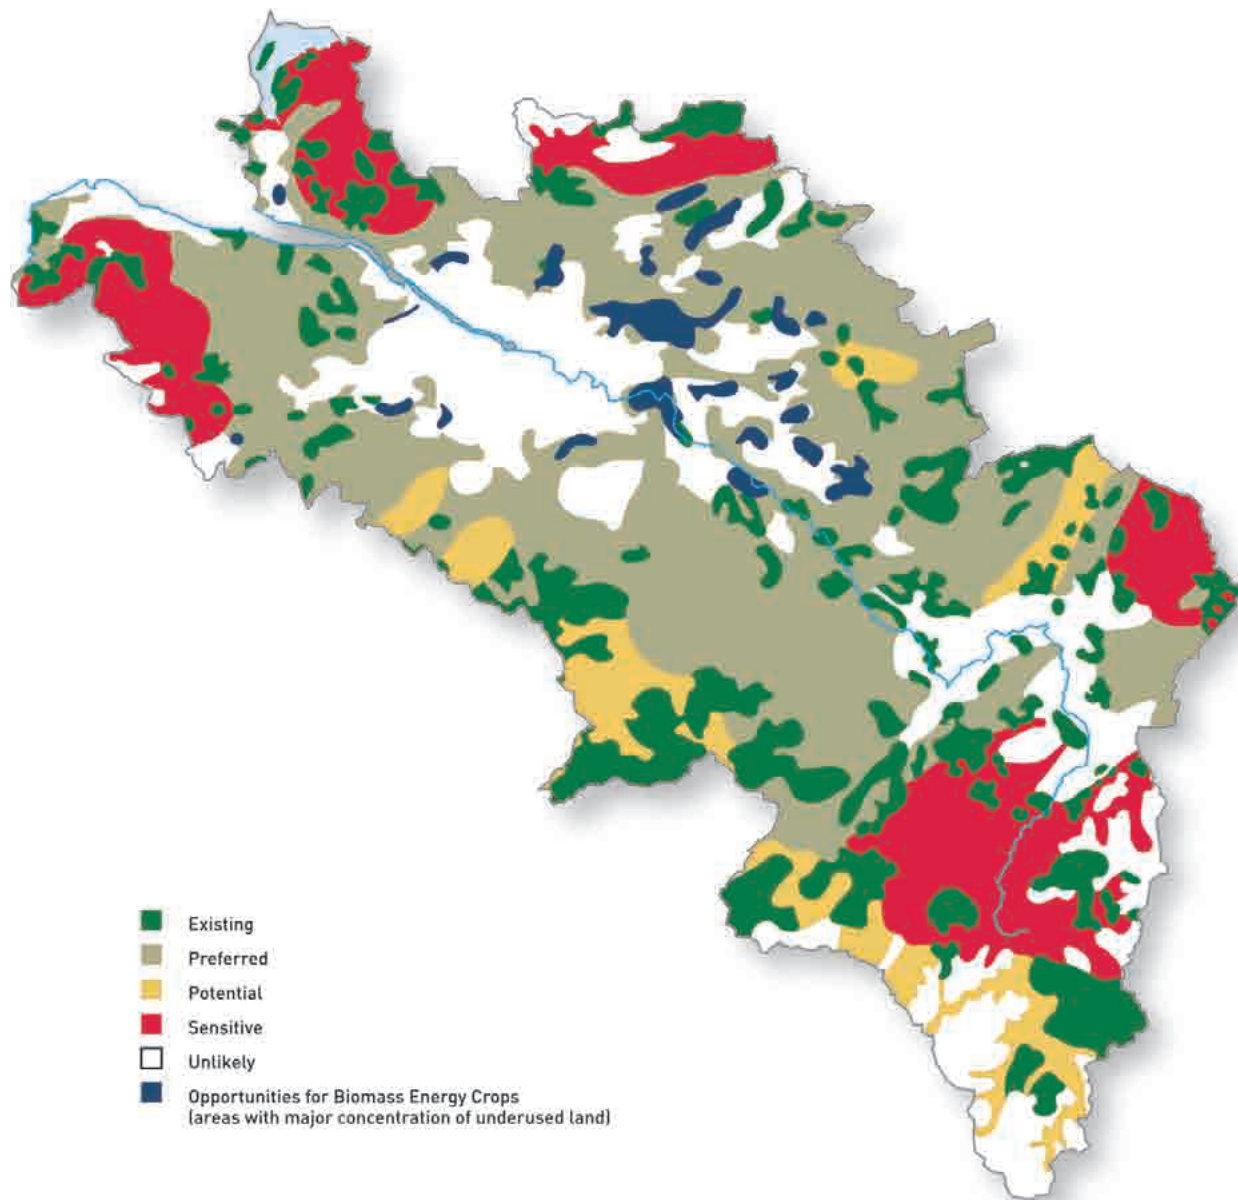 Existing
Preferred
Potential
Sensitive
Unlikely
Opportunities for Biomass Energy Crops
(areas with major concentration of underused land)